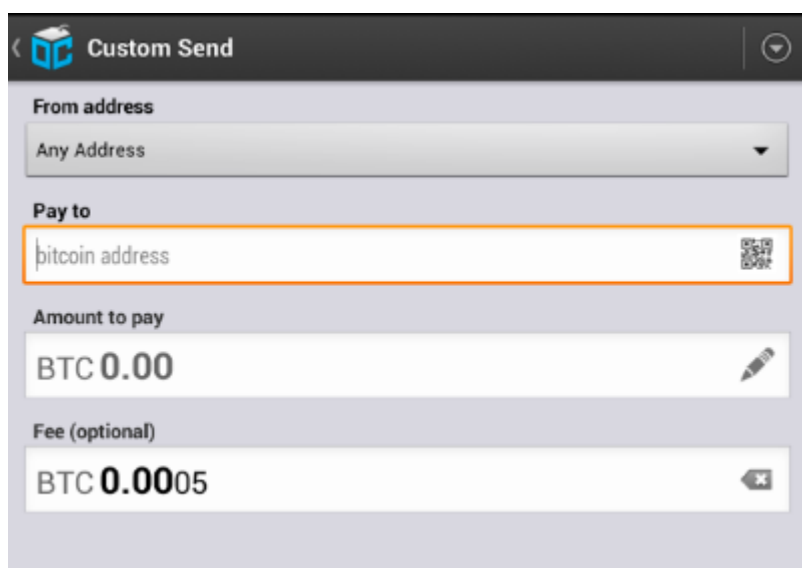 Custom Send
From address
Any Address
Pay to
bitcoin address
Amount to pay
BTC 0.00
Fee (optional)
BTC 0.0005